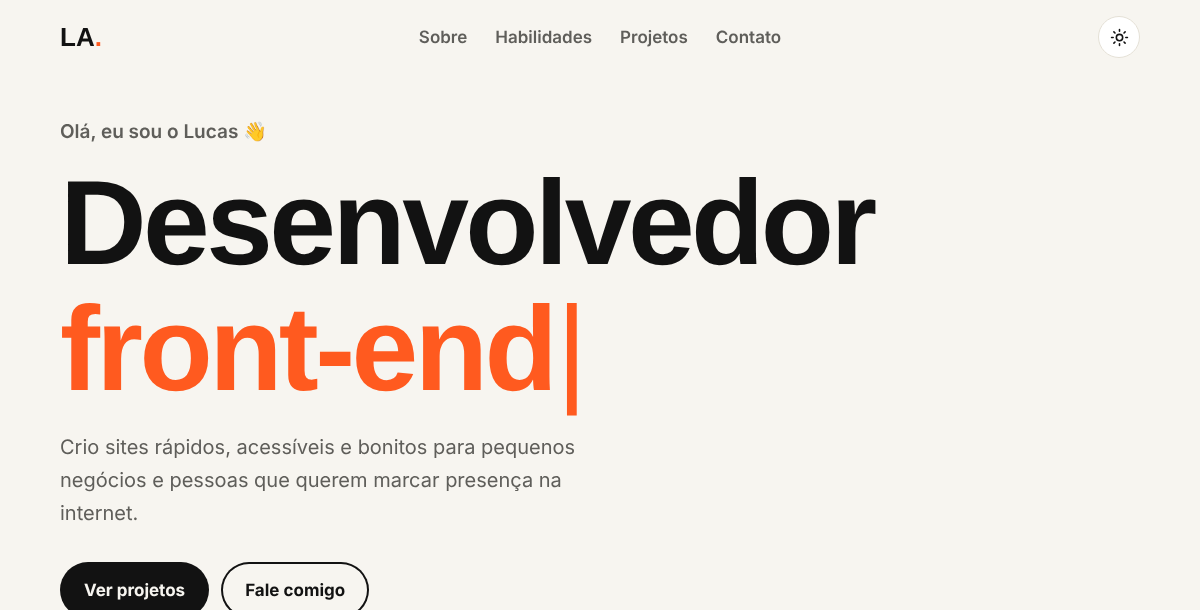 LA.
Sobre Habilidades Projetos Contato
Olá, eu sou o Lucas 👋
Desenvolvedor
front-end|
Crio sites rápidos, acessíveis e bonitos para pequenos
negócios e pessoas que querem marcar presença na
internet.
Ver projetos Fale comigo